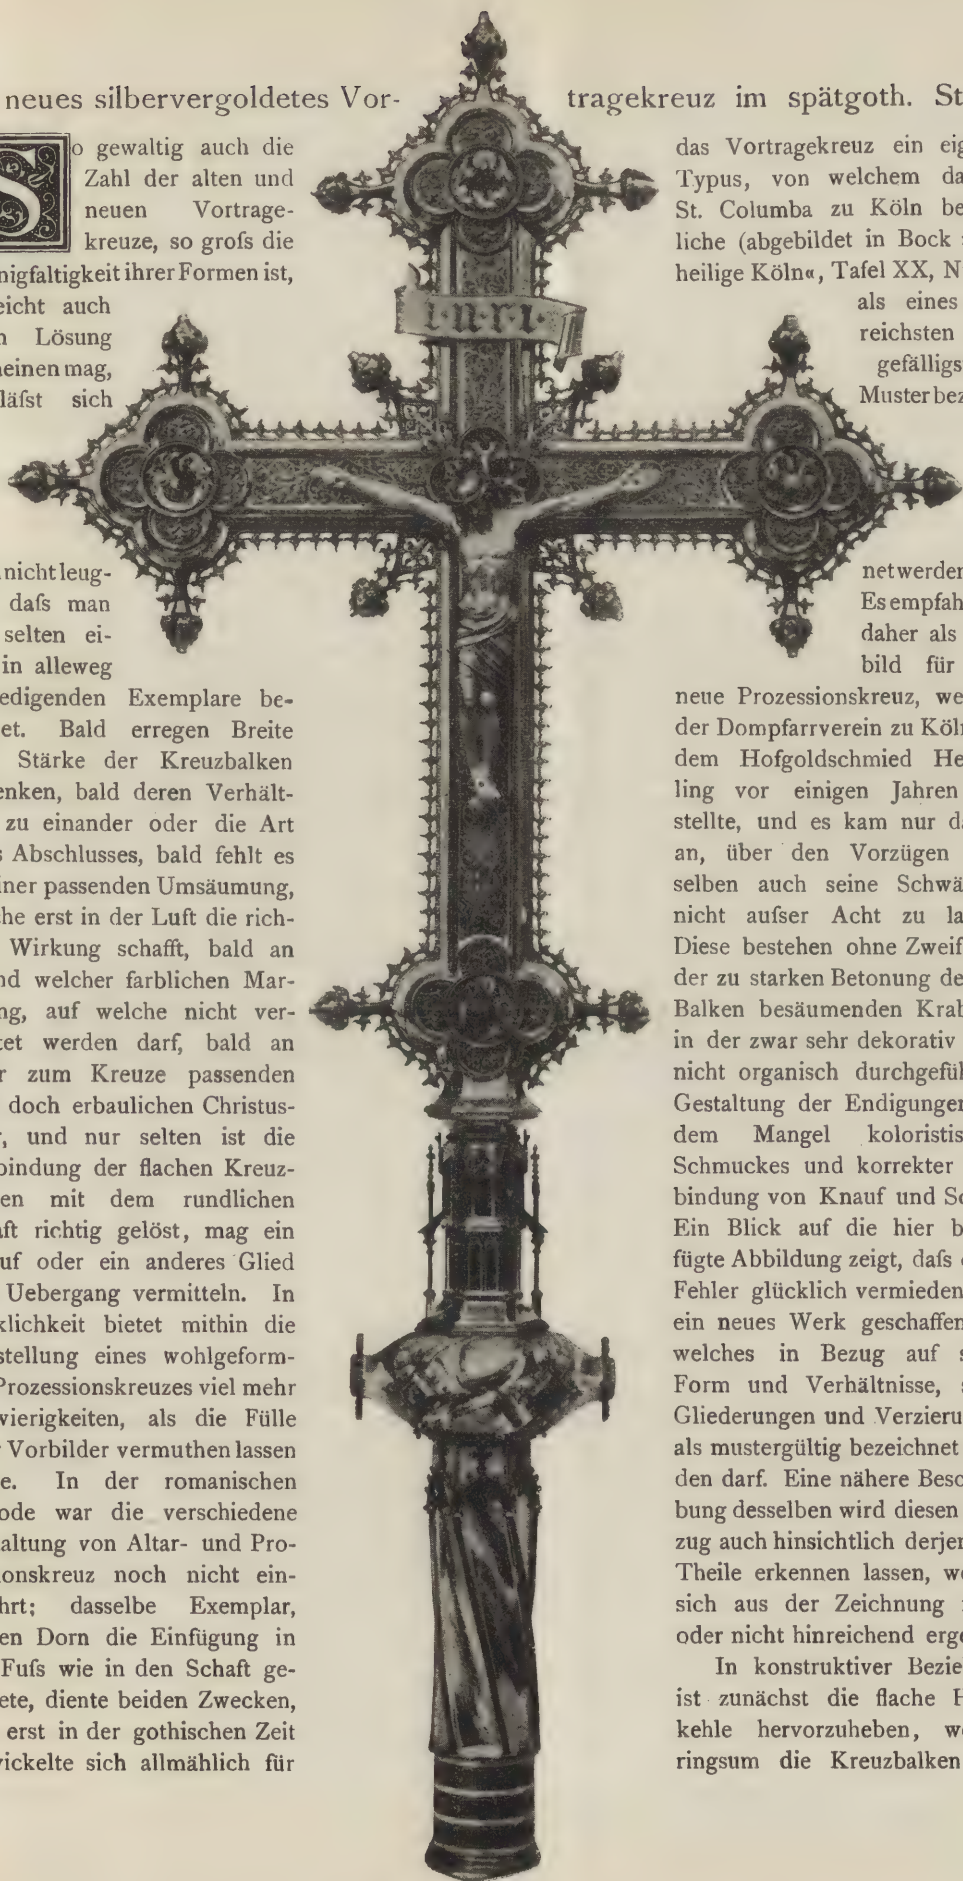 neues silbervergoldetes Vor- tragekreuz im spätgoth. St
So gewaltig auch die
Zahl der alten und
neuen Vortrage-
kreuze, so groſs die
nigfaltigkeit ihrer Formen ist,
eicht auch
n Lösung
neinen mag,
läſst sich
nicht leug-
daſs man
selten ei-
in alleweg
edigenden Exemplare be-
et. Bald erregen Breite
Stärke der Kreuzbalken
enken, bald deren Verhält-
zu einander oder die Art
s Abschlusses, bald fehlt es
iner passenden Umsäumung,
che erst in der Luft die rich-
Wirkung schafft, bald an
nd welcher farblichen Mar-
ng, auf welche nicht ver-
tet werden darf, bald an
r zum Kreuze passenden
doch erbaulichen Christus-
, und nur selten ist die
bindung der flachen Kreuz-
en mit dem rundlichen
aft richtig gelöst, mag ein
uf oder ein anderes Glied
Uebergang vermitteln. In
klichkeit bietet mithin die
stellung eines wohlgeform-
Prozessionskreuzes viel mehr
wierigkeiten, als die Fülle
r Vorbilder vermuthen lassen
e. In der romanischen
ode war die verschiedene
altung von Altar- und Pro-
ionskreuz noch nicht ein-
hrt; dasselbe Exemplar,
en Dorn die Einfügung in
Fuſs wie in den Schaft ge-
ete, diente beiden Zwecken,
erst in der gothischen Zeit
vickelte sich allmählich für
i·n·r·i·
das Vortragekreuz ein eig
Typus, von welchem da
St. Columba zu Köln be
liche (abgebildet in Bock
heilige Köln«, Tafel XX, N
als eines
reichsten
gefälligs
Muster bez
net werden
Es empfah
daher als
bild für
neue Prozessionskreuz, we
der Dompfarrverein zu Köln
dem Hofgoldschmied He
ling vor einigen Jahren
stellte, und es kam nur da
an, über den Vorzügen
selben auch seine Schwä
nicht auſser Acht zu la
Diese bestehen ohne Zweif
der zu starken Betonung de
Balken besäumenden Krab
in der zwar sehr dekorativ
nicht organisch durchgefüh
Gestaltung der Endigungen
dem Mangel koloristis
Schmuckes und korrekter
bindung von Knauf und Sc
Ein Blick auf die hier b
fügte Abbildung zeigt, daſs
Fehler glücklich vermieden
ein neues Werk geschaffen
welches in Bezug auf s
Form und Verhältnisse, s
Gliederungen und Verzieru
als mustergültig bezeichnet
den darf. Eine nähere Besc
bung desselben wird diesen
zug auch hinsichtlich derjen
Theile erkennen lassen, we
sich aus der Zeichnung
oder nicht hinreichend erge
In konstruktiver Bezie
ist zunächst die flache H
kehle hervorzuheben, we
ringsum die Kreuzbalken